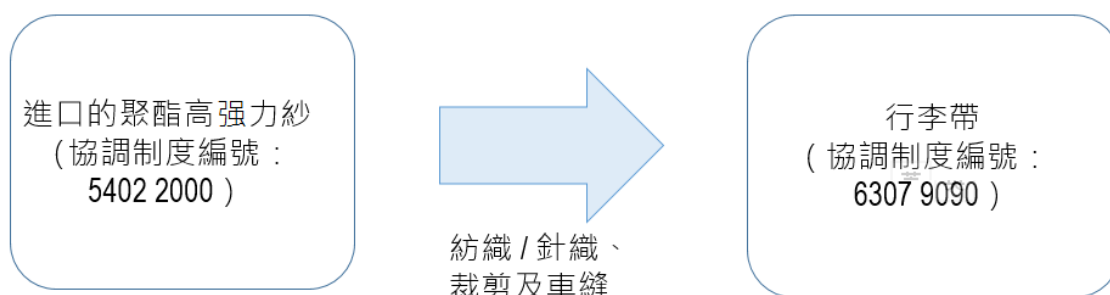 進口的聚酯高强力紗
(協調制度編號：
5402 2000 )
紡織 / 針織、
裁剪及車縫
行李帶
( 協調制度編號：
6307 9090 )